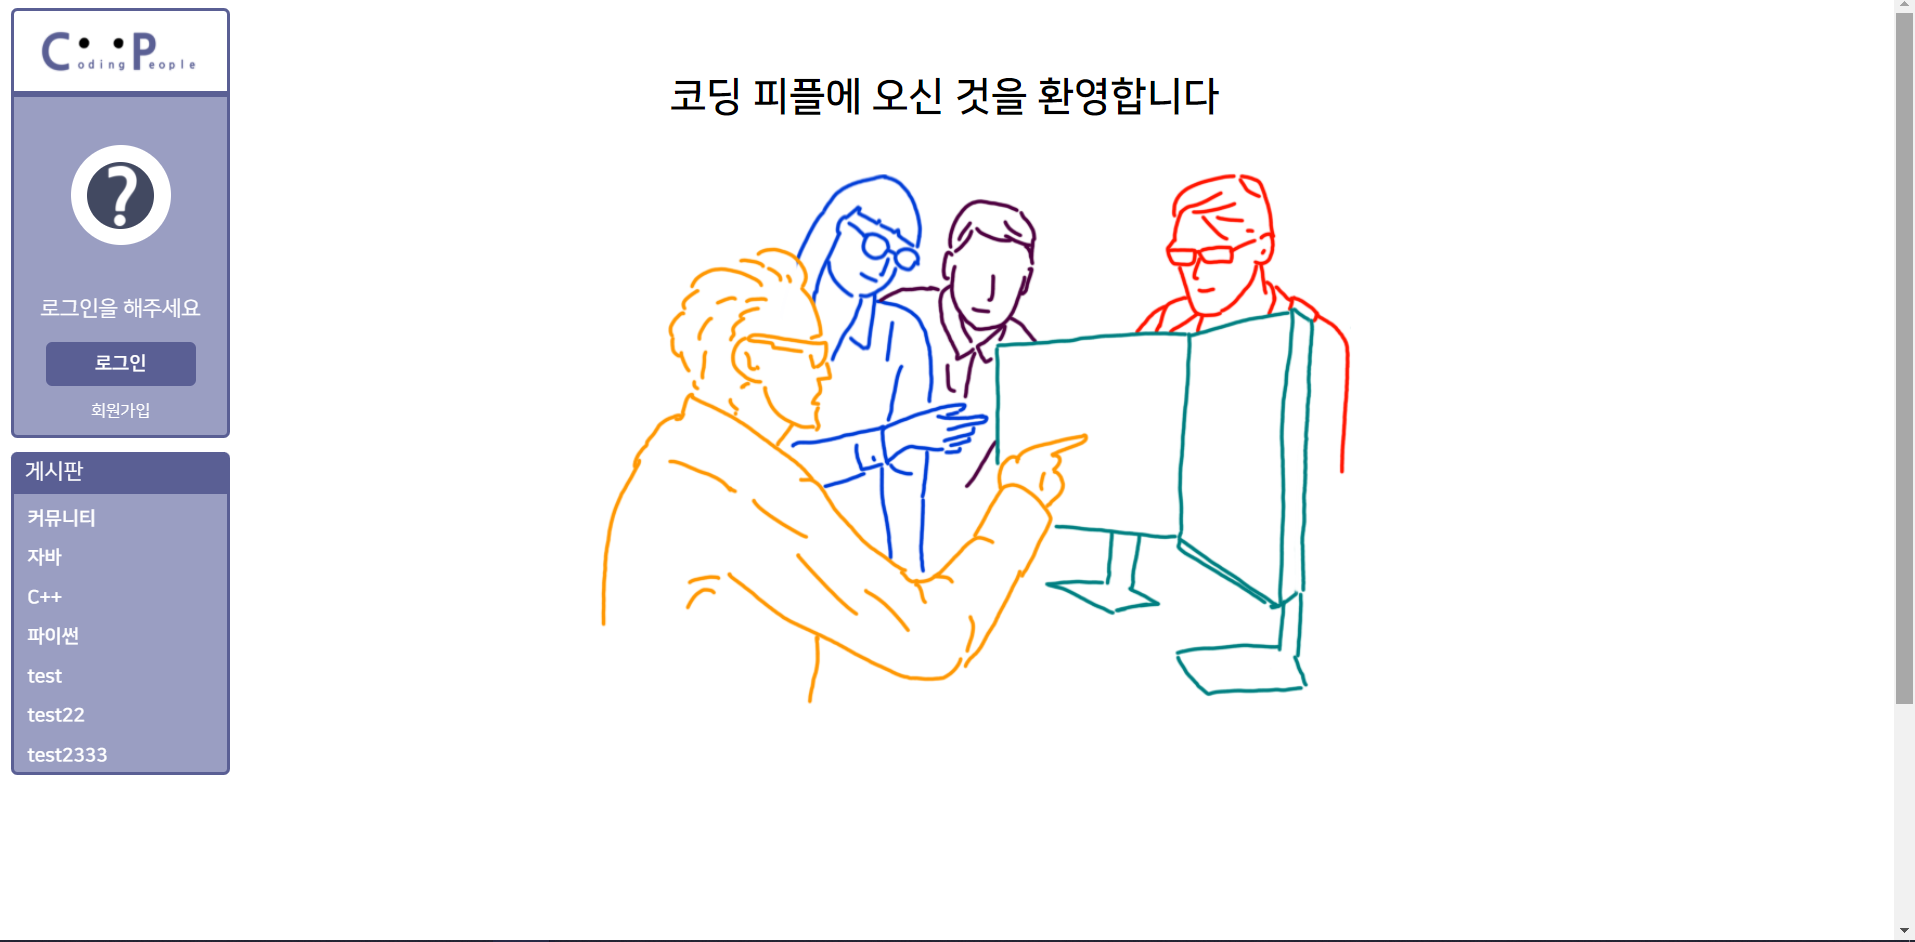 Coding People
코딩 피플에 오신 것을 환영합니다
?
로그인을 해주세요
로그인
회원가입
게시판
커뮤니티
자바
C++
파이썬
test
test22
test2333